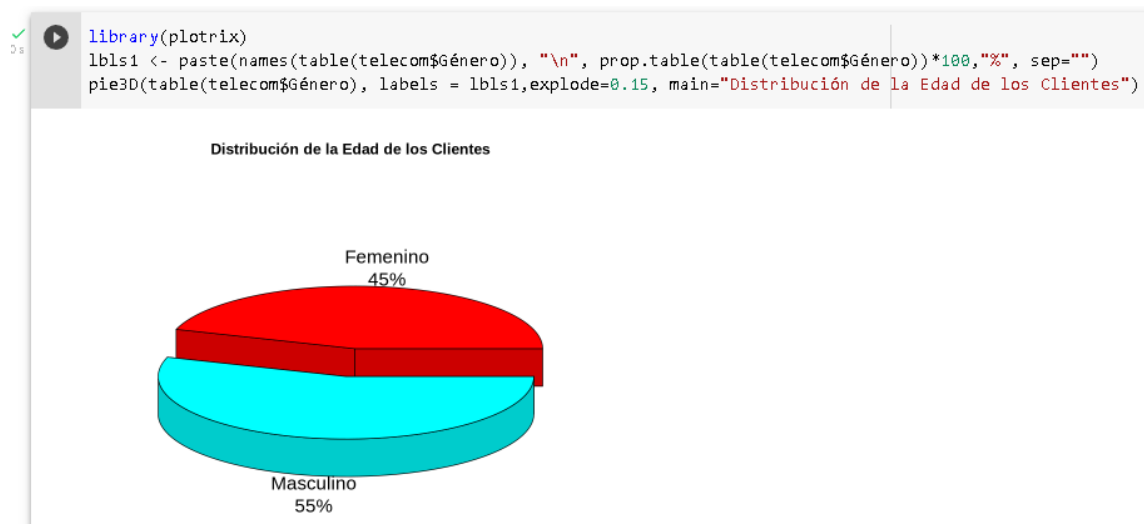 library(plotrix)
lbls1 <- paste(names(table(telecom$Género)), "\n", prop.table(table(telecom$Género))*100,"%", sep="")
pie3D(table(telecom$Género), labels = lbls1,explode=0.15, main="Distribución de la Edad de los Clientes")
0 s
Distribución de la Edad de los Clientes
Femenino
45%
Masculino
55%